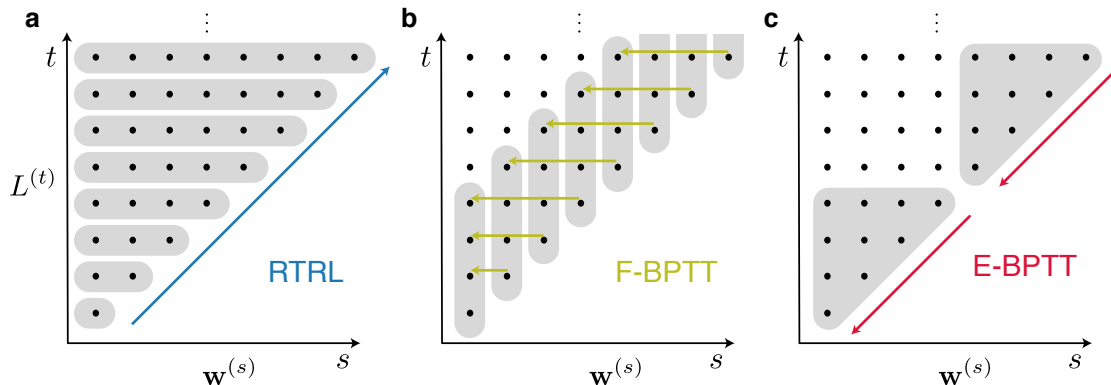 a
⋮
t
L^{(t)}
RTRL
w^{(s)}
s
b
⋮
t
F-BPTT
w^{(s)}
s
c
⋮
t
E-BPTT
w^{(s)}
s